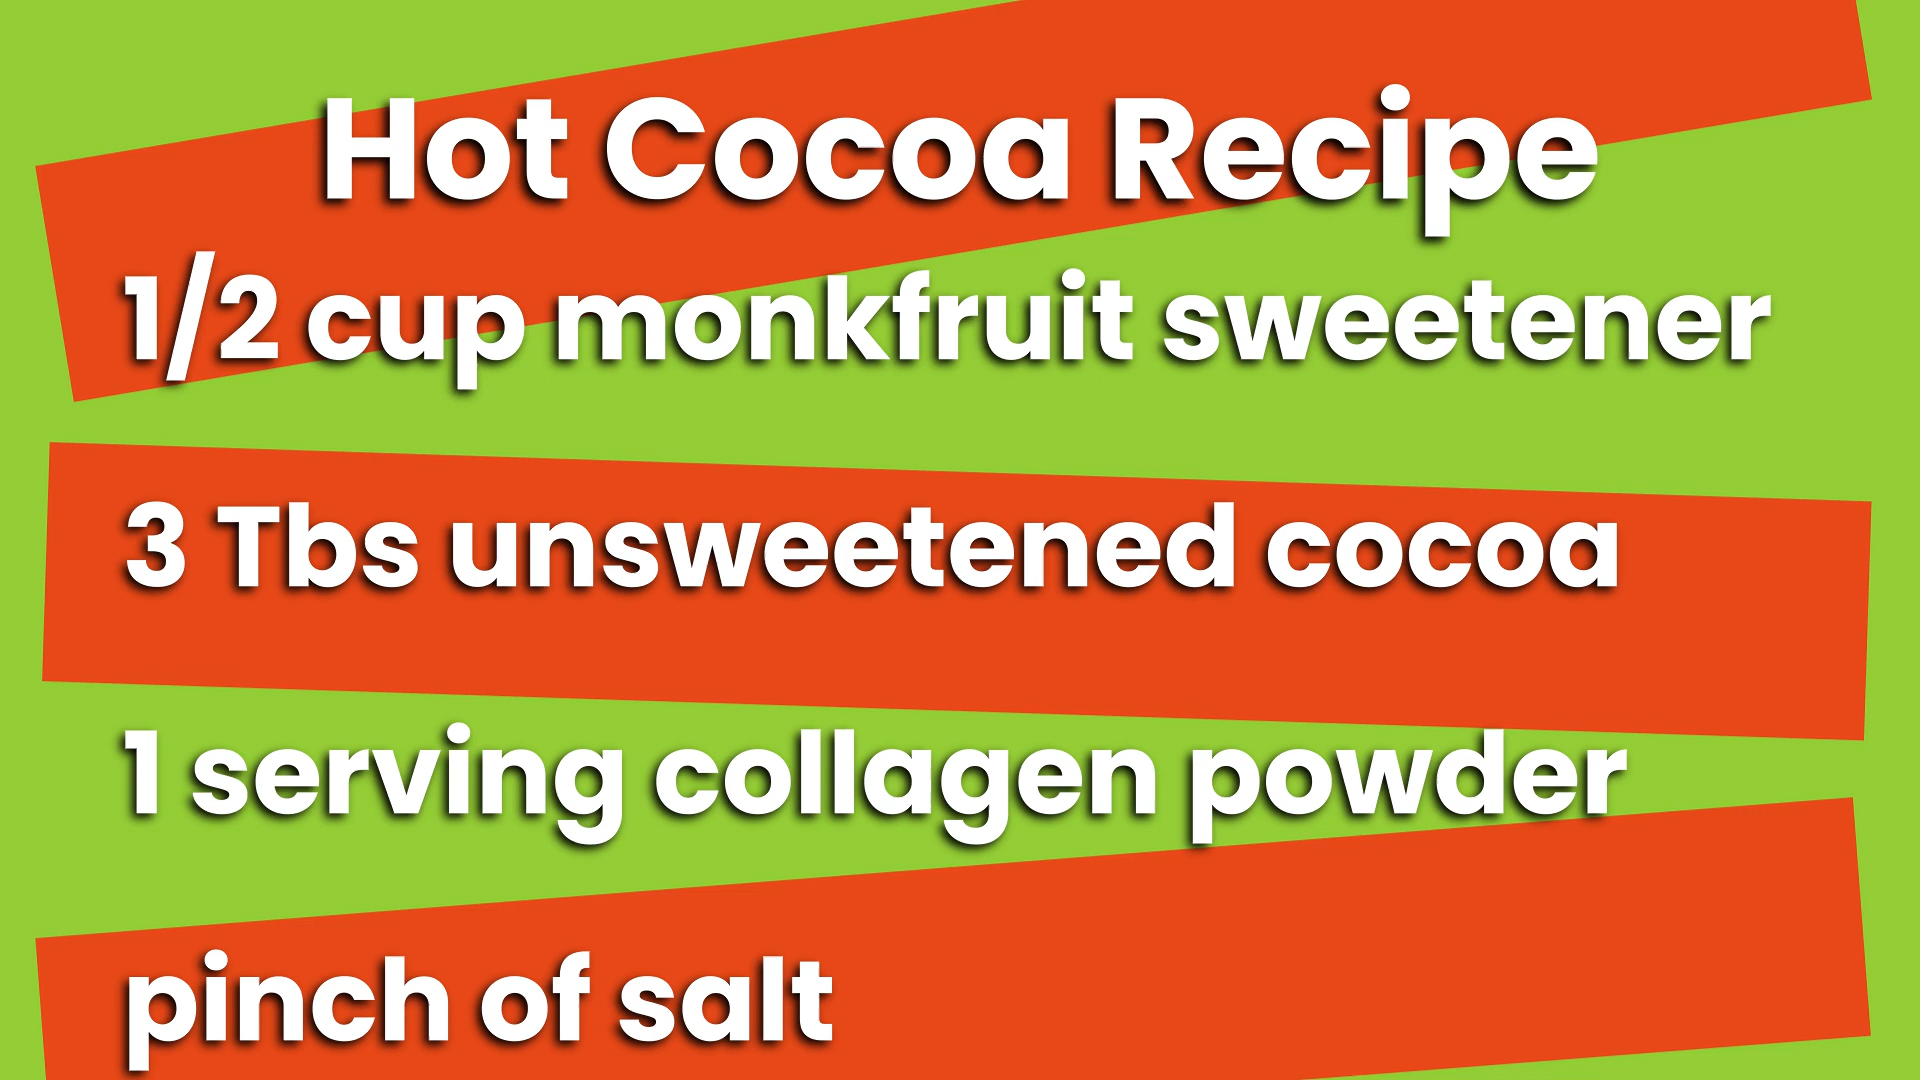 Hot Cocoa Recipe
1/2 cup monkfruit sweetener
3 Tbs unsweetened cocoa
1 serving collagen powder
pinch of salt